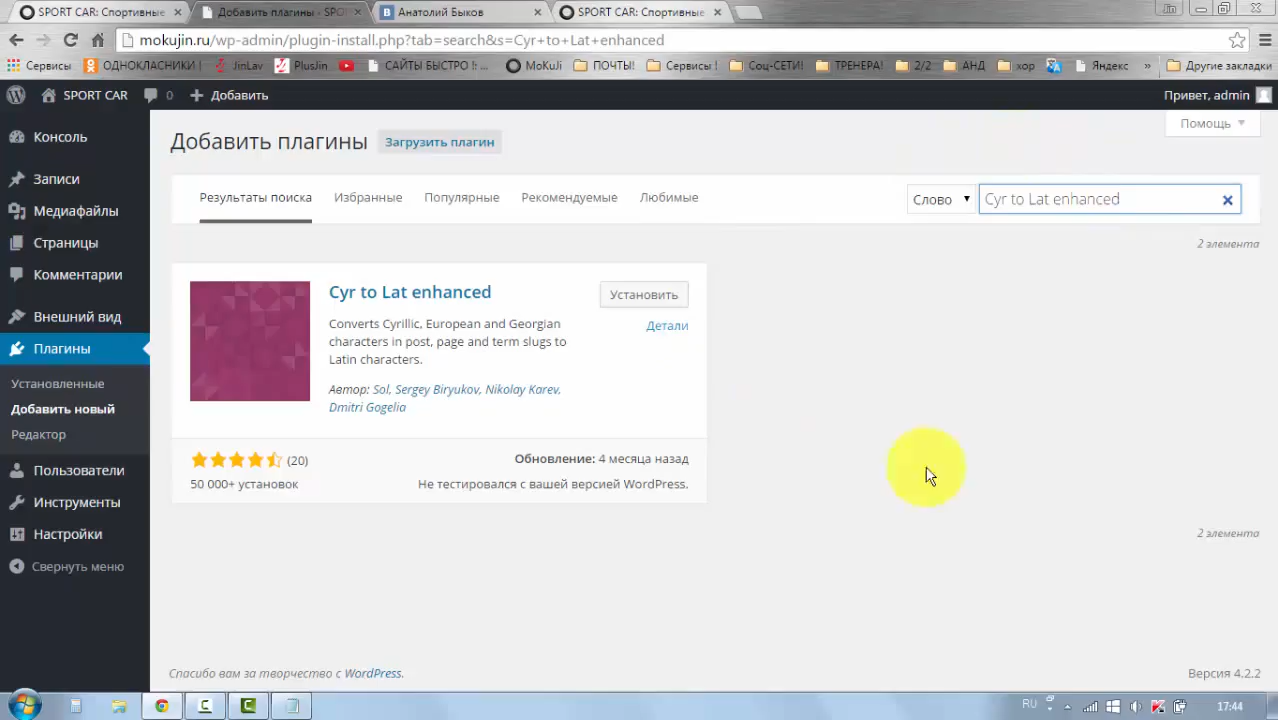 SPORT CAR: Спортивные
Добавить плагины · SPORT
Анатолий Быков
SPORT CAR: Спортивные
mokujin.ru/wp-admin/plugin-install.php?tab=search&s=Cyr+to+Lat+enhanced
Сервисы
ОДНОКЛАСНИКИ !
JinLav
PlusJin
САЙТЫ БЫСТРО !:
MoKuJi
ПОЧТЫ!
Сервисы !
Соц-СЕТИ!
ТРЕНЕРА!
2/2
АНД
хор
Яндекс
»
Другие закладки
SPORT CAR
0
Добавить
Привет, admin
Консоль
Записи
Медиафайлы
Страницы
Комментарии
Внешний вид
Плагины
Установленные
Добавить новый
Редактор
Пользователи
Инструменты
Настройки
Свернуть меню
Добавить плагины
Загрузить плагин
Помощь
Результаты поиска
Избранные
Популярные
Рекомендуемые
Любимые
Слово
Cyr to Lat enhanced
2 элемента
Cyr to Lat enhanced
Установить
Детали
Converts Cyrillic, European and Georgian
characters in post, page and term slugs to
Latin characters.
Автор: Sol, Sergey Biryukov, Nikolay Karev,
Dmitri Gogelia
(20)
50 000+ установок
Обновление: 4 месяца назад
Не тестировался с вашей версией WordPress.
2 элемента
Спасибо вам за творчество с WordPress.
Версия 4.2.2
RU
17:44